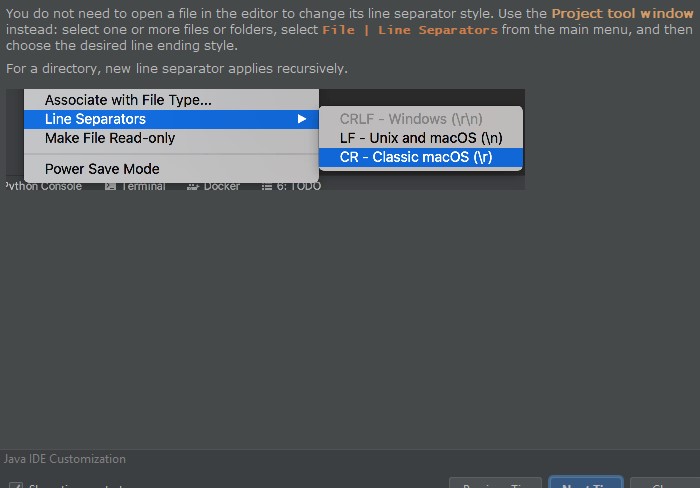 You do not need to open a file in the editor to change its line separator style. Use the Project tool window
instead: select one or more files or folders, select File | Line Separators from the main menu, and then
choose the desired line ending style.
For a directory, new line separator applies recursively.
Associate with File Type...
Line Separators
CRLF - Windows (\r\n)
Make File Read-only
LF - Unix and macOS (\n)
CR - Classic macOS (\r)
Power Save Mode
Python Console Terminal Docker 6: TODO
Java IDE Customization